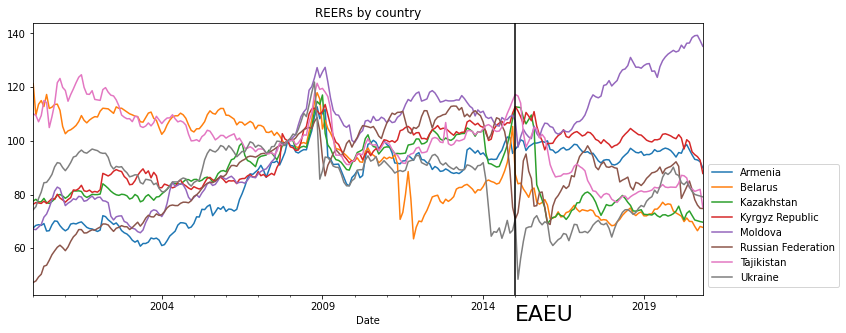 REERs by country
140
120
100
80
60
2004
2009
2014
2019
Date
EAEU
Armenia
Belarus
Kazakhstan
Kyrgyz Republic
Moldova
Russian Federation
Tajikistan
Ukraine